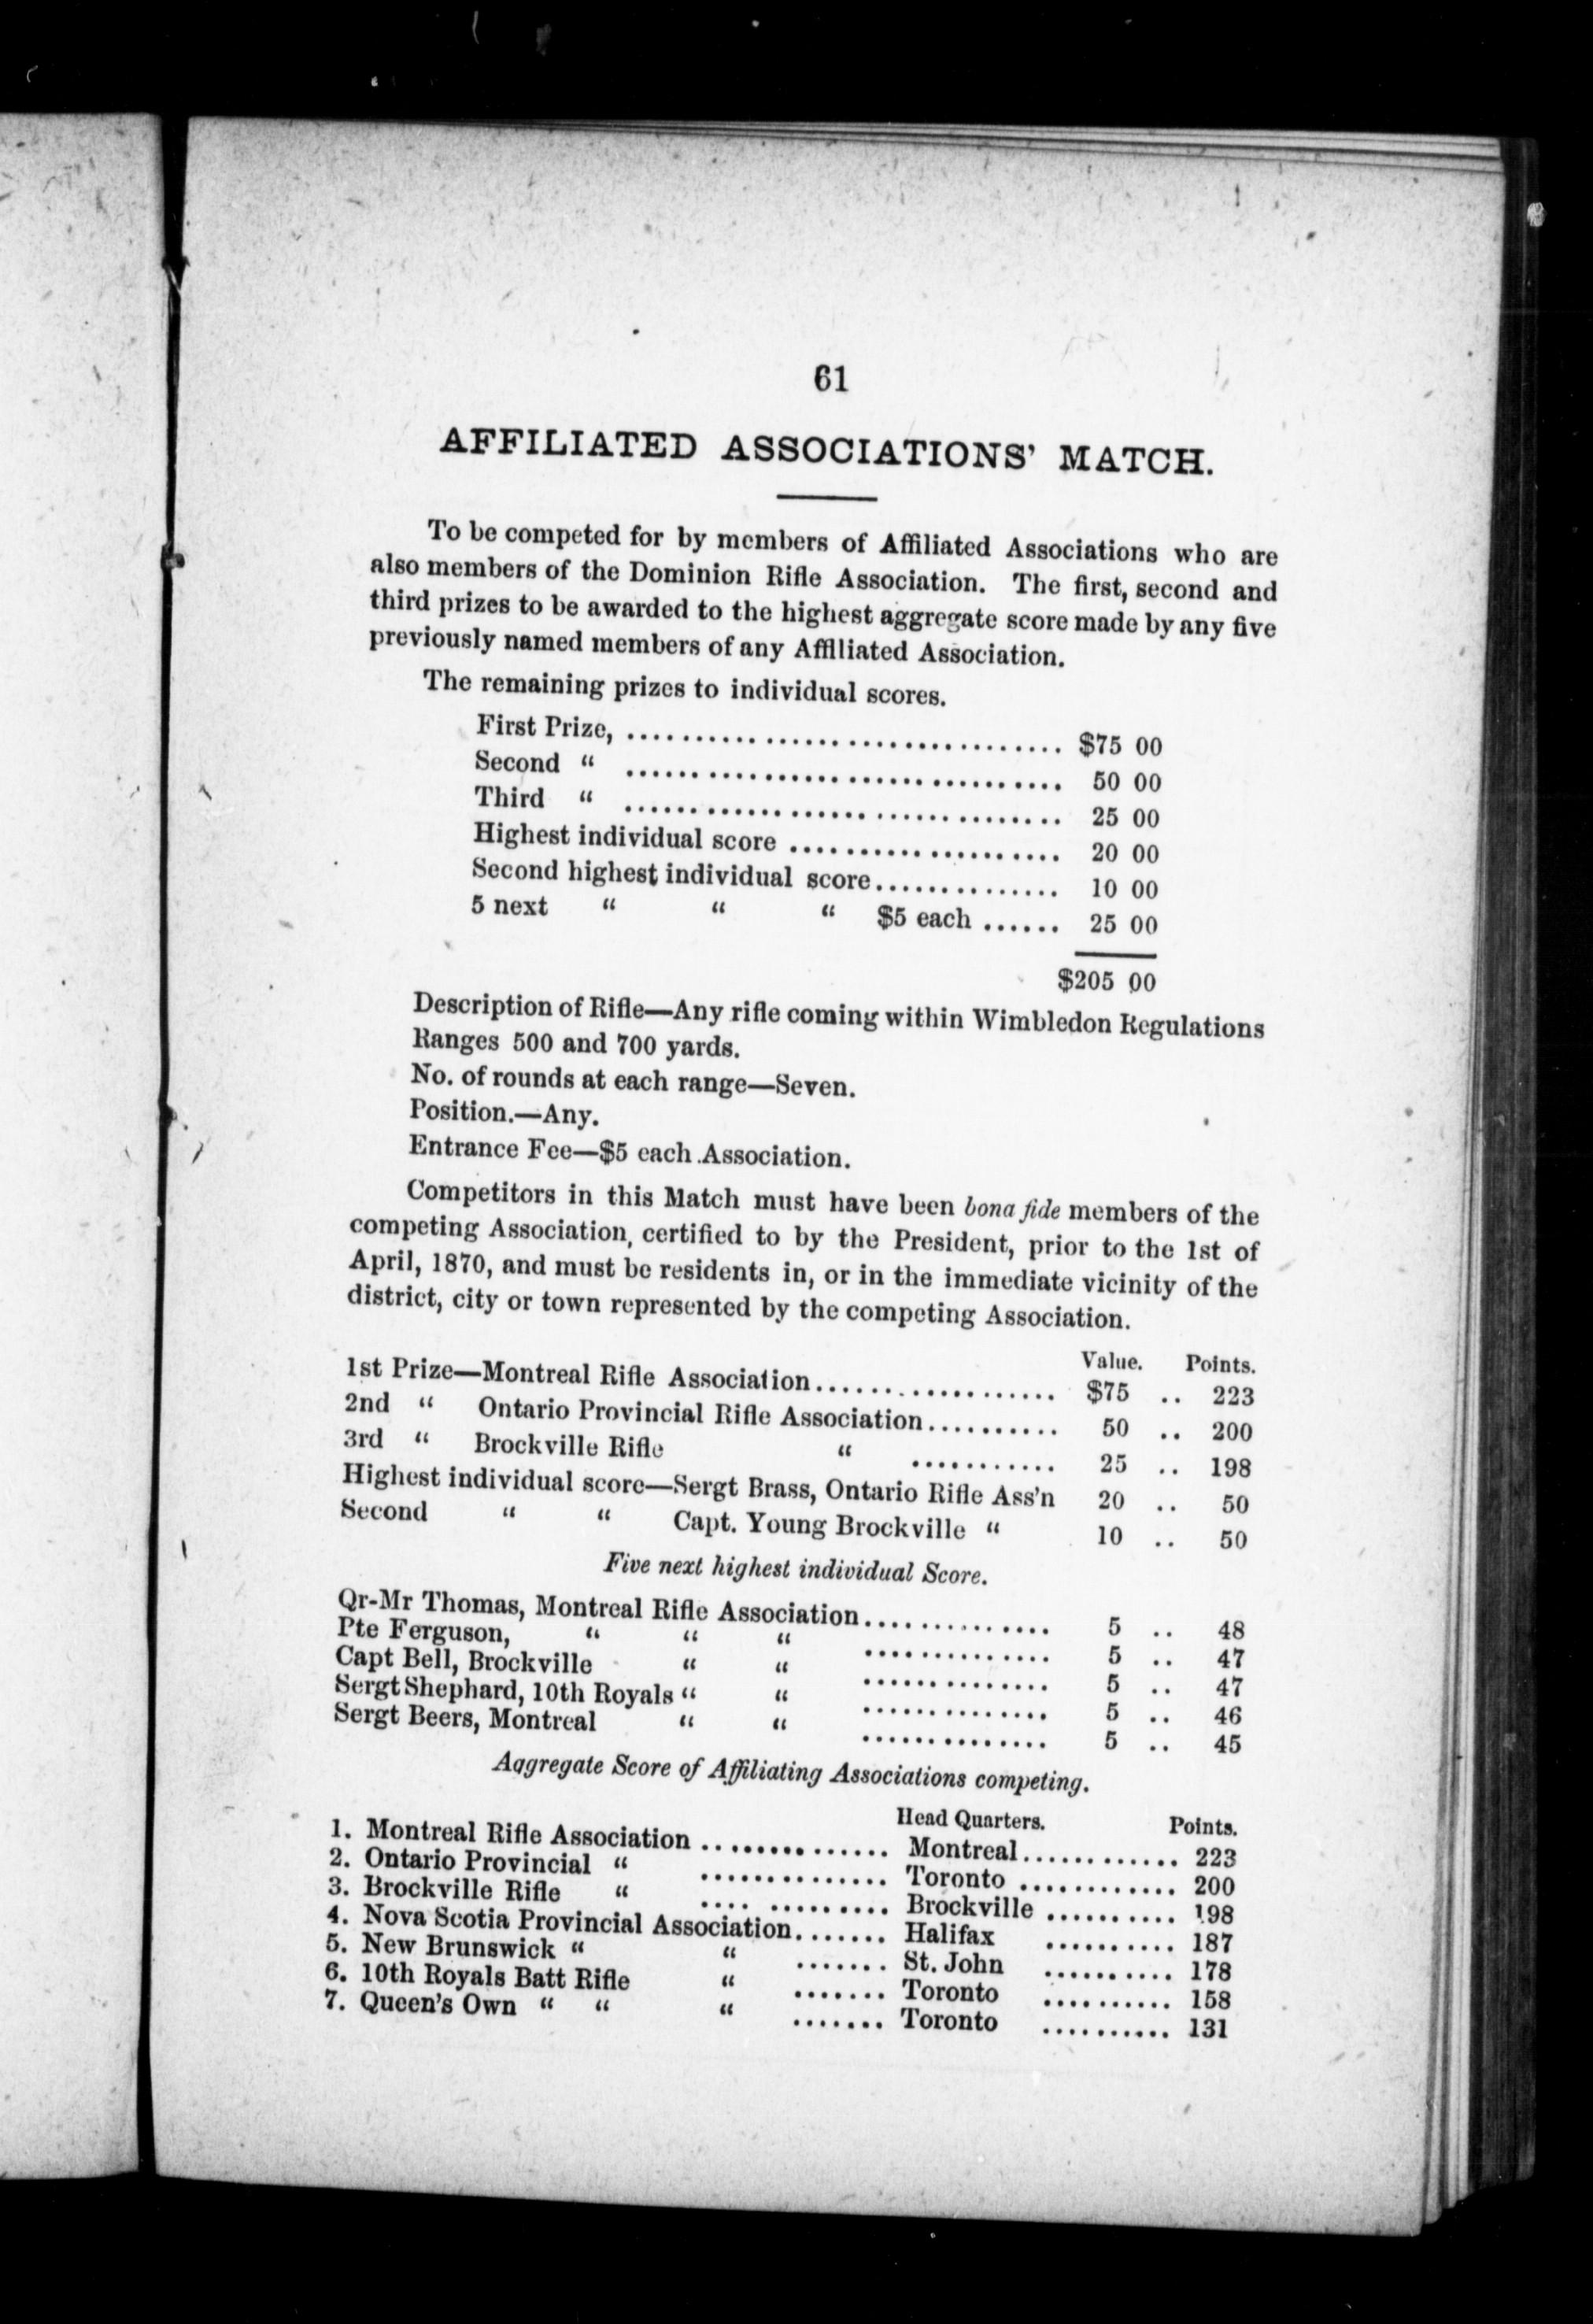 61
AFFILIATED ASSOCIATIONS' MATCH.
To be competed for by members of Affiliated Associations who are
also members of the Dominion Rifle Association. The first, second and
third prizes to be awarded to the highest aggregate score made by any five
previously named members of any Affiliated Association.
The remaining prizes to individual scores.
First Prize, ................................ $75 00
Second “ ................................ 50 00
Third “ ................................ 25 00
Highest individual score .................... 20 00
Second highest individual score.............. 10 00
5 next “ “ “ $5 each ...... 25 00
$205 00
Description of Rifle—Any rifle coming within Wimbledon Regulations
Ranges 500 and 700 yards.
No. of rounds at each range—Seven.
Position.—Any.
Entrance Fee—$5 each Association.
Competitors in this Match must have been bona fide members of the
competing Association, certified to by the President, prior to the 1st of
April, 1870, and must be residents in, or in the immediate vicinity of the
district, city or town represented by the competing Association.
Value. Points.
1st Prize—Montreal Rifle Association.................. $75 .. 223
2nd “ Ontario Provincial Rifle Association.......... 50 .. 200
3rd “ Brockville Rifle “ ........... 25 .. 198
Highest individual score—Sergt Brass, Ontario Rifle Ass'n 20 .. 50
Second “ “ Capt. Young Brockville “ 10 .. 50
Five next highest individual Score.
Qr-Mr Thomas, Montreal Rifle Association.............. 5 .. 48
Pte Ferguson, “ “ “ .............. 5 .. 47
Capt Bell, Brockville “ “ .............. 5 .. 47
Sergt Shephard, 10th Royals “ “ .............. 5 .. 46
Sergt Beers, Montreal “ “ .............. 5 .. 45
Aggregate Score of Affiliating Associations competing.
Head Quarters. Points.
1. Montreal Rifle Association .............. Montreal............ 223
2. Ontario Provincial “ .............. Toronto ............ 200
3. Brockville Rifle “ .... ......... Brockville .......... 198
4. Nova Scotia Provincial Association....... Halifax .......... 187
5. New Brunswick “ “ ....... St. John .......... 178
6. 10th Royals Batt Rifle “ ....... Toronto .......... 158
7. Queen's Own “ “ “ ....... Toronto .......... 131